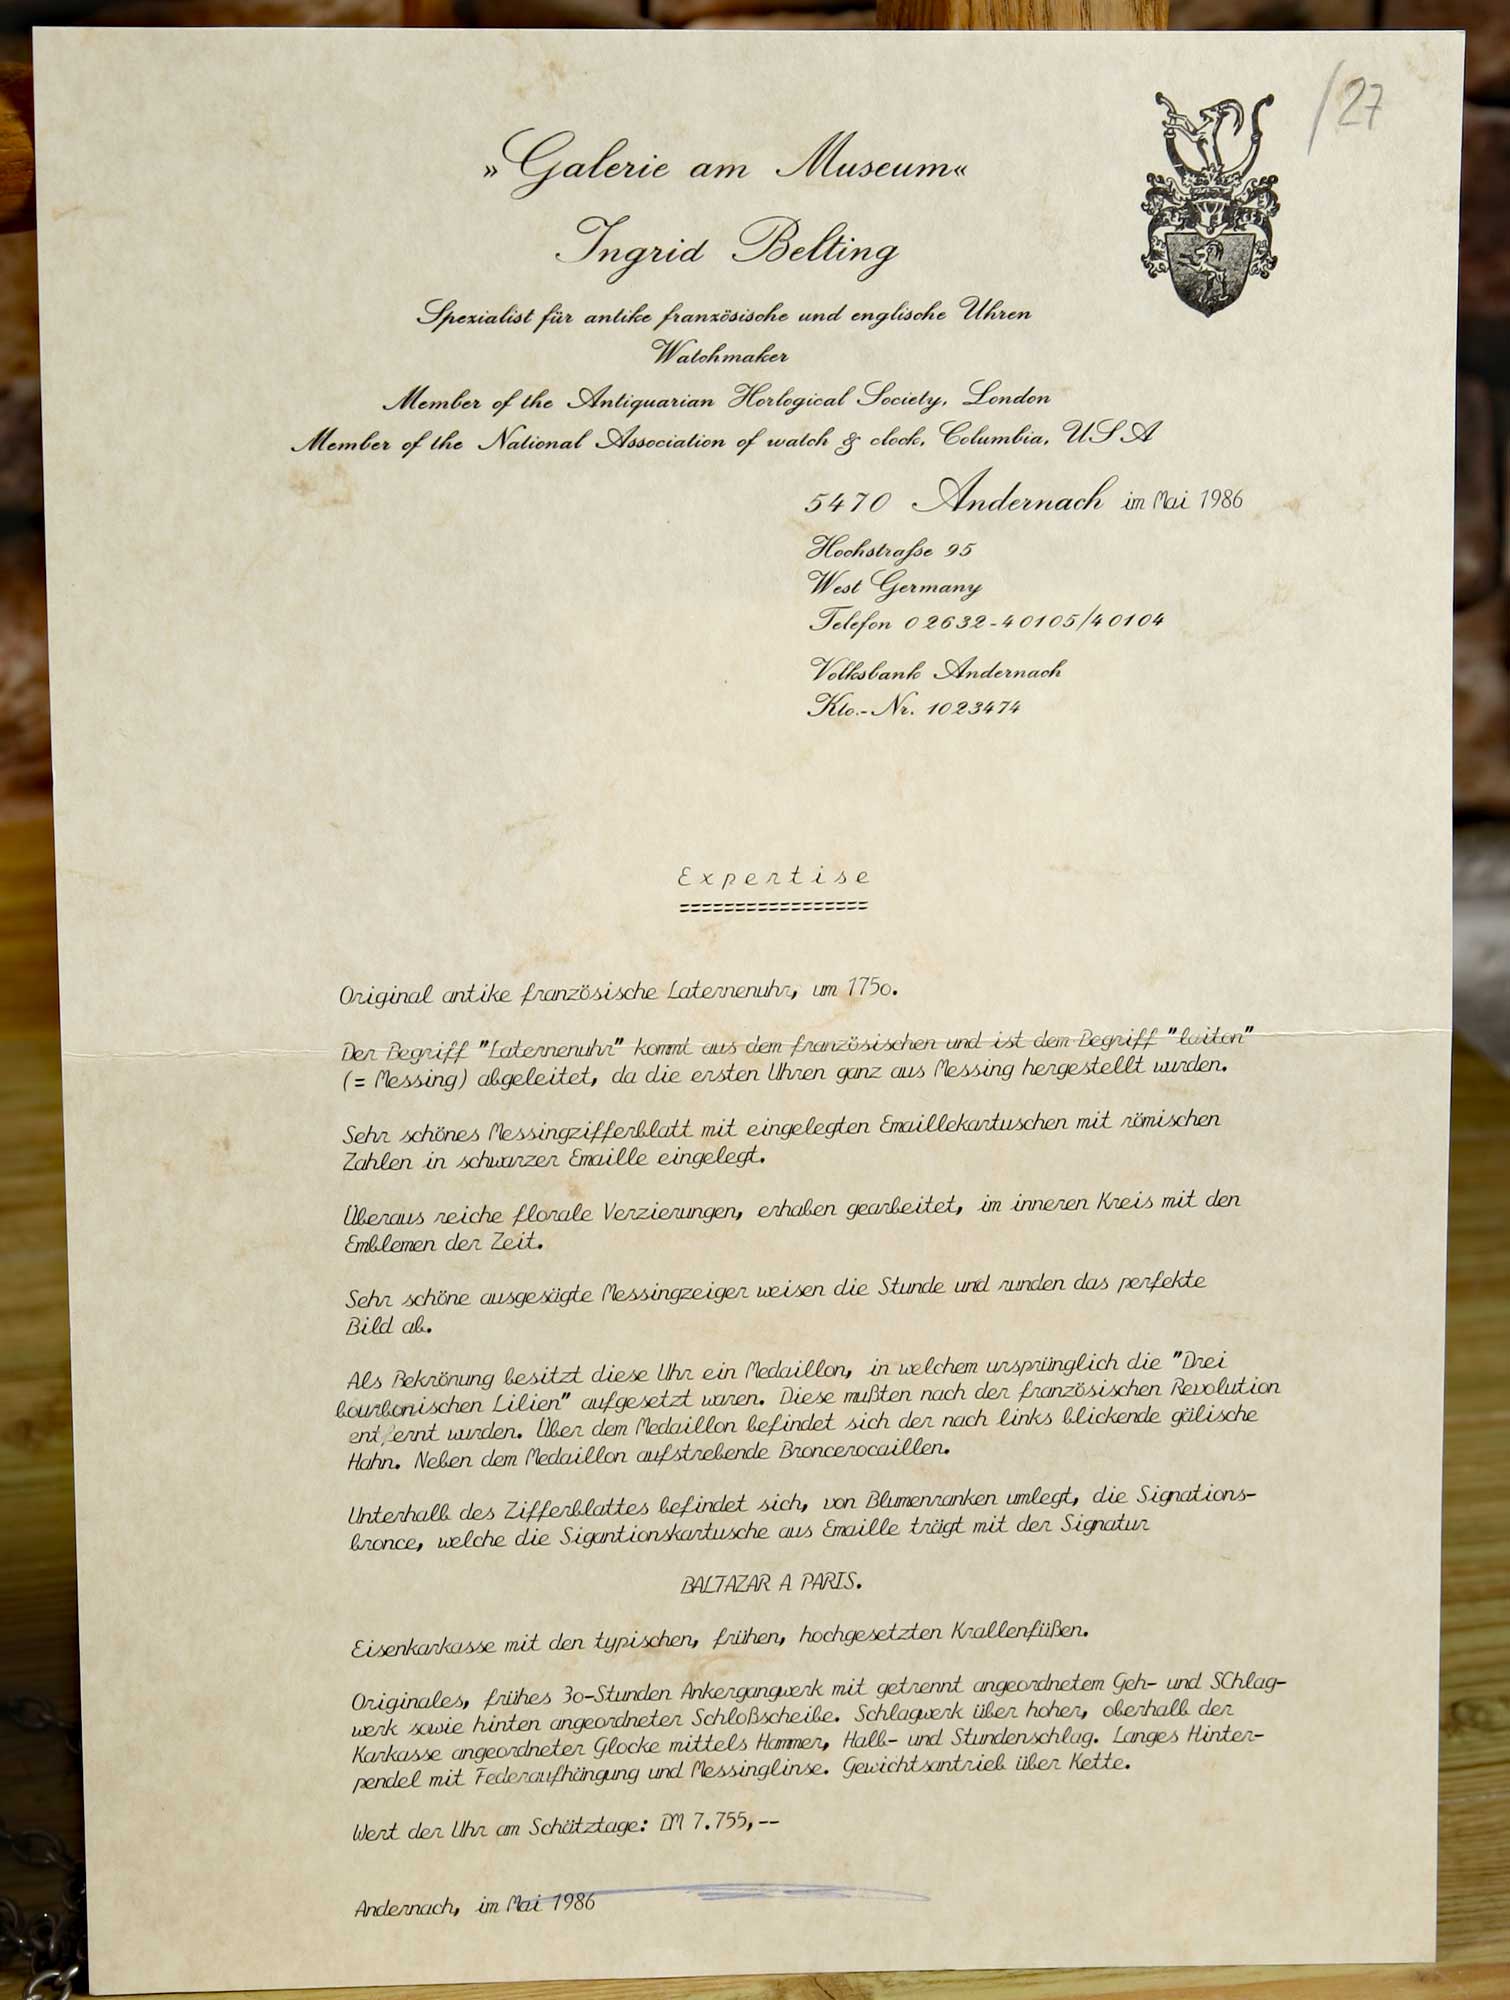 /27
»Galerie am Museum«
Ingrid Belting
Spezialist für antike französische und englische Uhren
Watchmaker
Member of the Antiquarian Horlogical Society, London
Member of the National Association of watch & clock, Columbia, USA
5470 Andernach im Mai 1986
Hochstraße 95
West Germany
Telefon 02632-40105/40104
Volksbank Andernach
Kto.-Nr. 1023474
Expertise
=================
Original antike französische Laternenuhr, um 175o.
Der Begriff "Laternenuhr" kommt aus dem französischen und ist dem Begriff "laiton"
(= Messing) abgeleitet, da die ersten Uhren ganz aus Messing hergestellt wurden.
Sehr schönes Messingzifferblatt mit eingelegten Emaillekartuschen mit römischen
Zahlen in schwarzer Emaille eingelegt.
Überaus reiche florale Verzierungen, erhaben gearbeitet, im inneren Kreis mit den
Emblemen der Zeit.
Sehr schöne ausgesägte Messingzeiger weisen die Stunde und runden das perfekte
Bild ab.
Als Bekrönung besitzt diese Uhr ein Medaillon, in welchem ursprünglich die "Drei
bourbonischen Lilien" aufgesetzt waren. Diese mußten nach der französischen Revolution
entfernt wurden. Über dem Medaillon befindet sich der nach links blickende gälische
Hahn. Neben dem Medaillon aufstrebende Broncerocaillen.
Unterhalb des Zifferblattes befindet sich, von Blumenranken umlegt, die Signations-
bronce, welche die Sigantionskartusche aus Emaille trägt mit der Signatur
BALTAZAR A PARIS.
Eisenkarkasse mit den typischen, frühen, hochgesetzten Krallenfüßen.
Originales, frühes 3o-Stunden Ankergangwerk mit getrennt angeordnetem Geh- und SChlag-
werk sowie hinten angeordneter Schloßscheibe. Schlagwerk über hoher, oberhalb der
Karkasse angeordneter Glocke mittels Hammer, Halb- und Stundenschlag. Langes Hinter-
pendel mit Federaufhängung und Messinglinse. Gewichtsantrieb über Kette.
Wert der Uhr am Schätztage: DM 7.755,--
Andernach, im Mai 1986